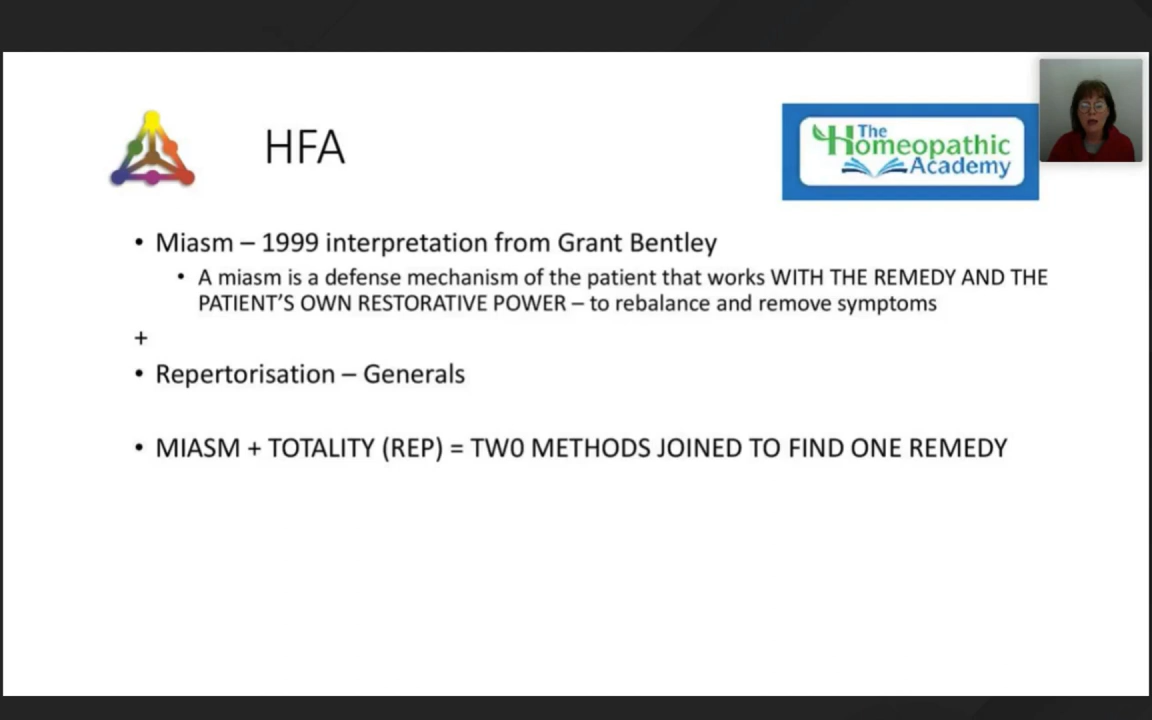 HFA
The
Homeopathic
Academy
• Miasm – 1999 interpretation from Grant Bentley
• A miasm is a defense mechanism of the patient that works WITH THE REMEDY AND THE
PATIENT’S OWN RESTORATIVE POWER – to rebalance and remove symptoms
+
• Repertorisation – Generals
• MIASM + TOTALITY (REP) = TW0 METHODS JOINED TO FIND ONE REMEDY